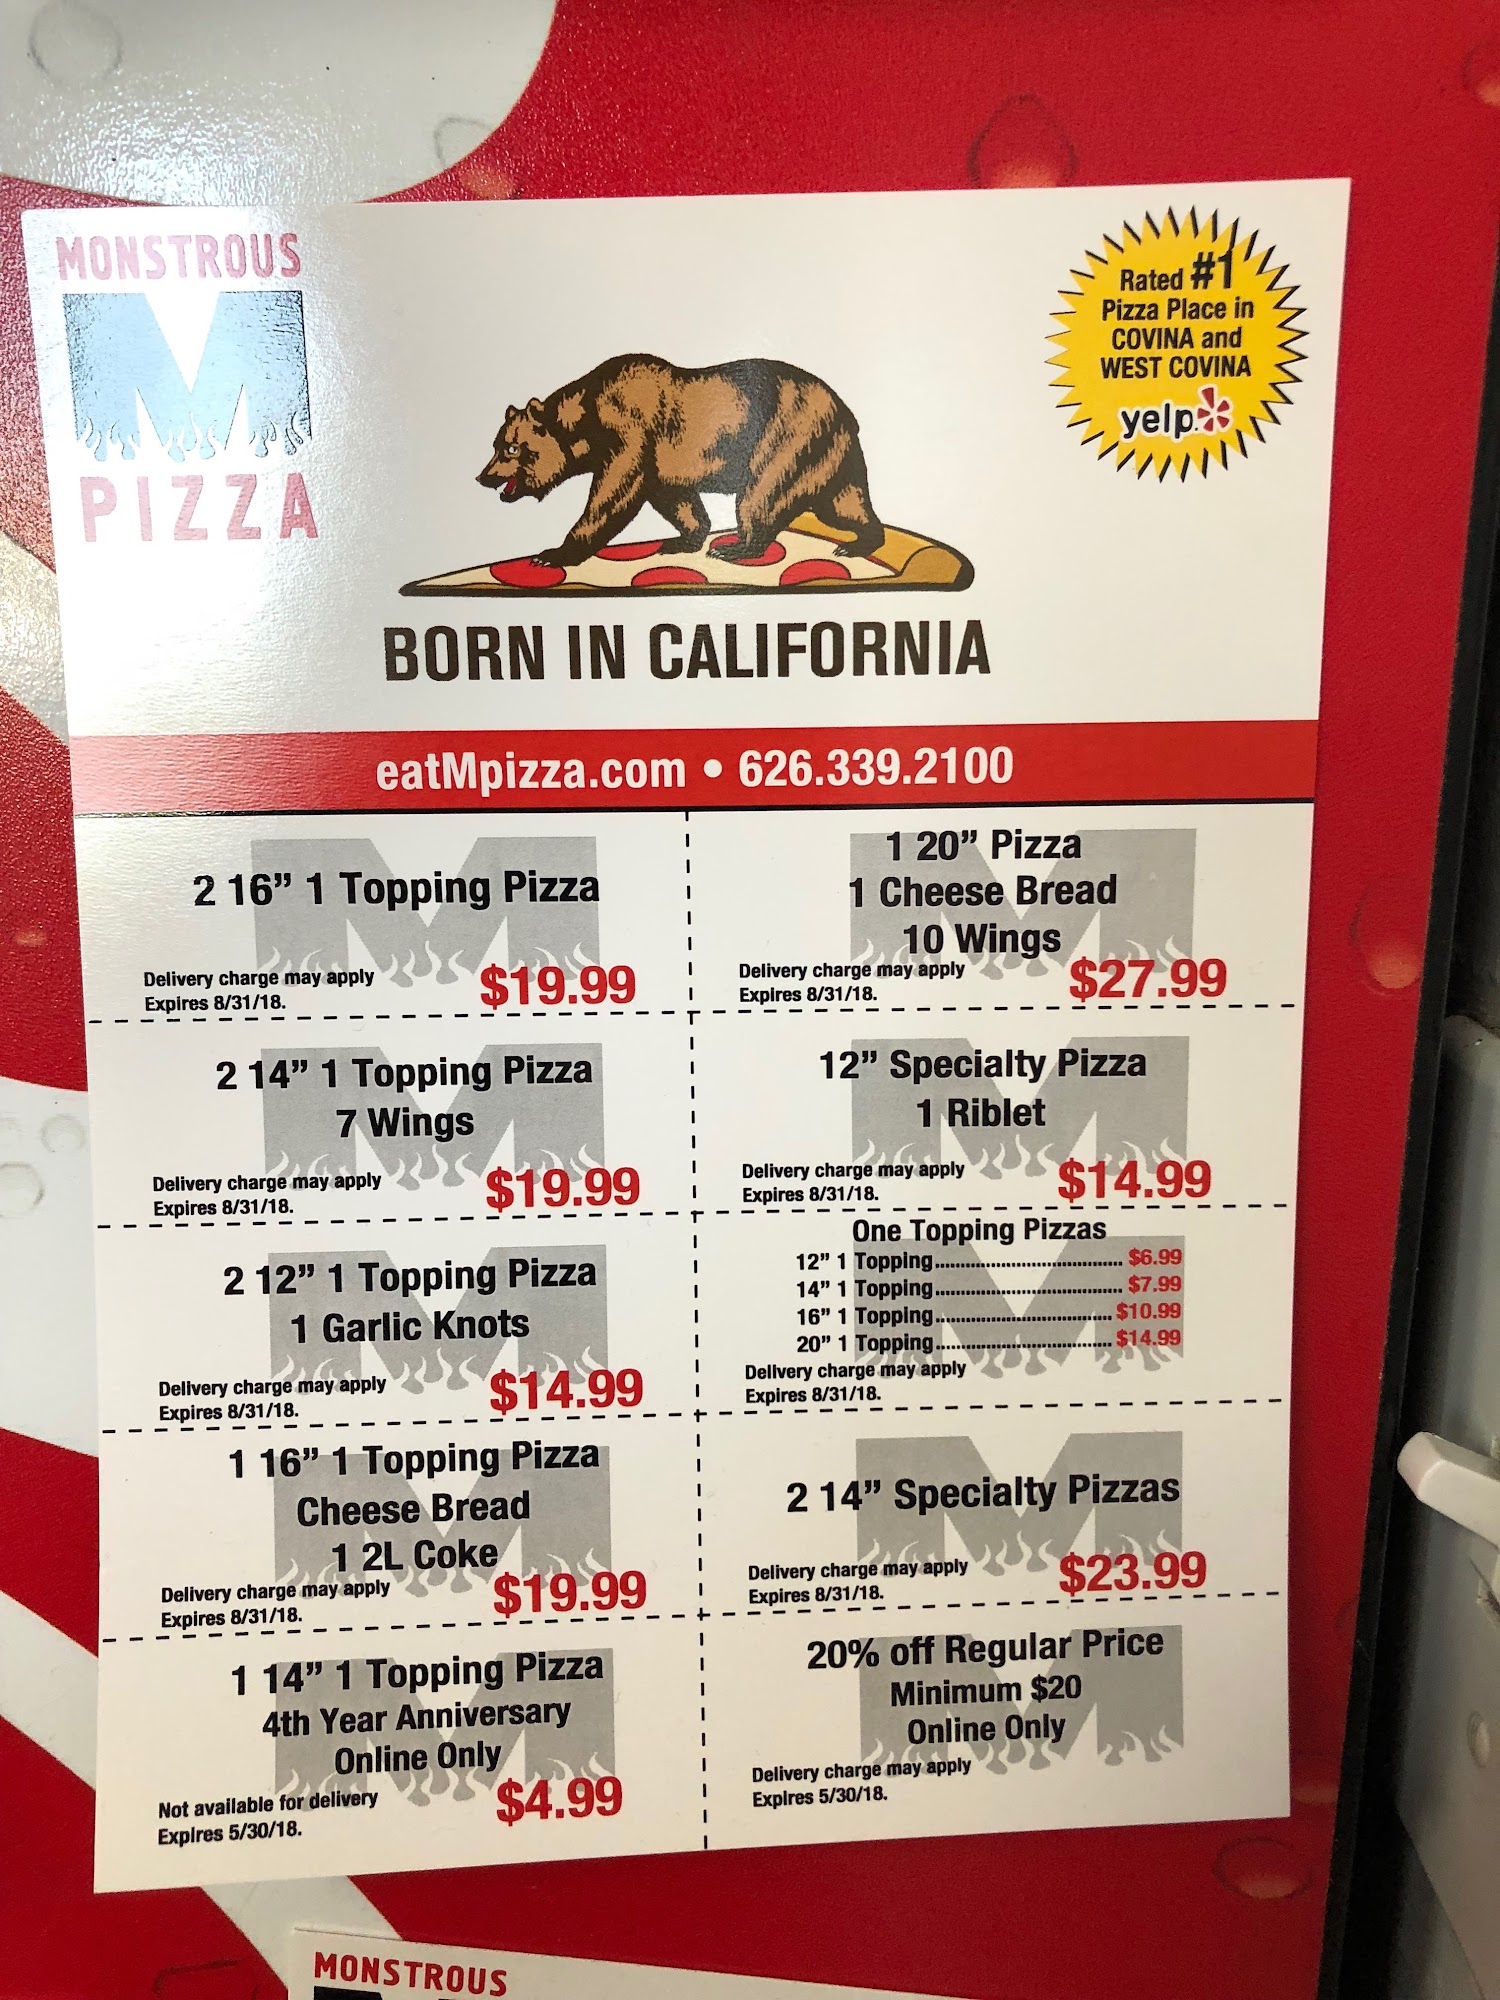 MONSTROUS
M
PIZZA
Rated #1
Pizza Place in
COVINA and
WEST COVINA
yelp
BORN IN CALIFORNIA
eatMpizza.com • 626.339.2100
2 16” 1 Topping Pizza
Delivery charge may apply
Expires 8/31/18.
$19.99
1 20” Pizza
1 Cheese Bread
10 Wings
Delivery charge may apply
Expires 8/31/18.
$27.99
2 14” 1 Topping Pizza
7 Wings
Delivery charge may apply
Expires 8/31/18.
$19.99
12” Specialty Pizza
1 Riblet
Delivery charge may apply
Expires 8/31/18.
$14.99
2 12” 1 Topping Pizza
1 Garlic Knots
Delivery charge may apply
Expires 8/31/18.
$14.99
One Topping Pizzas
12” 1 Topping.................................... $6.99
14” 1 Topping.................................... $7.99
16” 1 Topping.................................. $10.99
20” 1 Topping.................................. $14.99
Delivery charge may apply
Expires 8/31/18.
1 16” 1 Topping Pizza
Cheese Bread
1 2L Coke
Delivery charge may apply
Expires 8/31/18.
$19.99
2 14” Specialty Pizzas
Delivery charge may apply
Expires 8/31/18.
$23.99
1 14” 1 Topping Pizza
4th Year Anniversary
Online Only
Not available for delivery
Expires 5/30/18.
$4.99
20% off Regular Price
Minimum $20
Online Only
Delivery charge may apply
Expires 5/30/18.
MONSTROUS